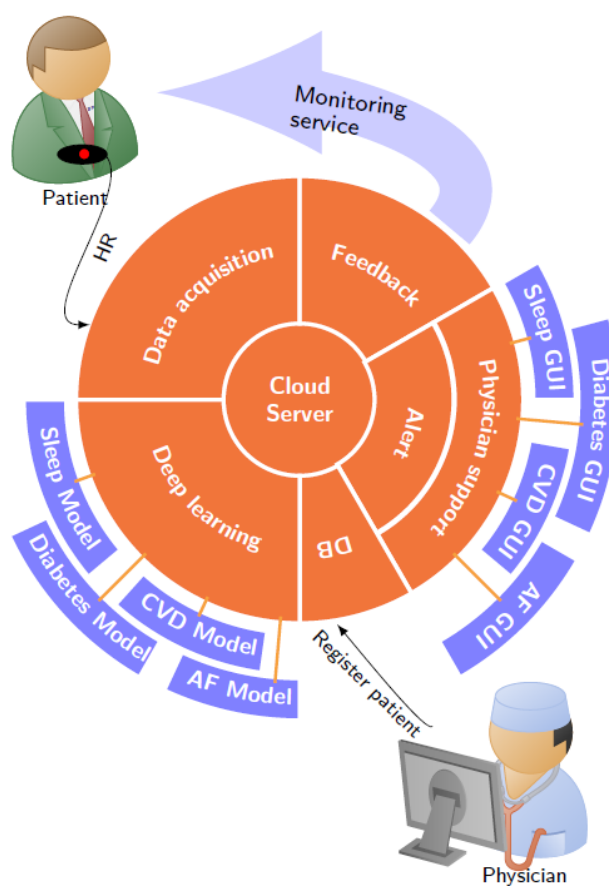 Monitoring
service
Patient
HR
Data acquisition
Feedback
Cloud
Server
Alert
Physician support
Sleep GUI
Diabetes GUI
CVD GUI
AF GUI
Deep learning
DB
Sleep Model
Diabetes Model
CVD Model
AF Model
Register patient
Physician